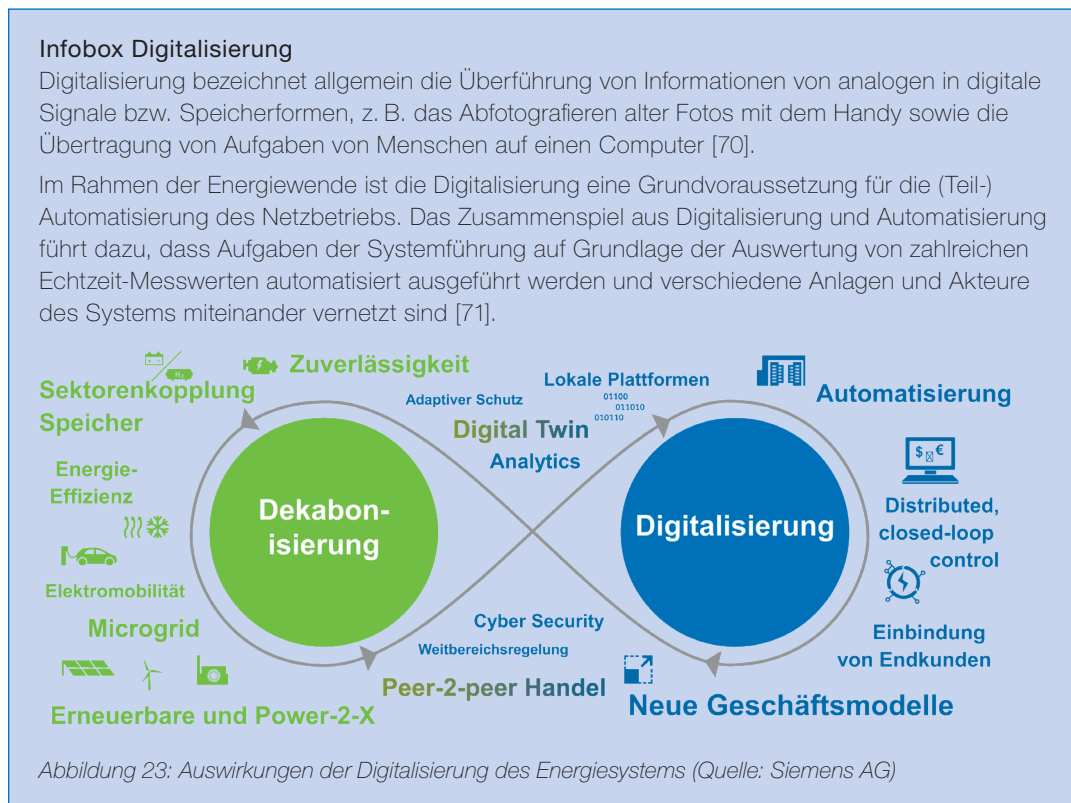 Infobox Digitalisierung
Digitalisierung bezeichnet allgemein die Überführung von Informationen von analogen in digitale
Signale bzw. Speicherformen, z. B. das Abfotografieren alter Fotos mit dem Handy sowie die
Übertragung von Aufgaben von Menschen auf einen Computer [70].
Im Rahmen der Energiewende ist die Digitalisierung eine Grundvoraussetzung für die (Teil-)
Automatisierung des Netzbetriebs. Das Zusammenspiel aus Digitalisierung und Automatisierung
führt dazu, dass Aufgaben der Systemführung auf Grundlage der Auswertung von zahlreichen
Echtzeit-Messwerten automatisiert ausgeführt werden und verschiedene Anlagen und Akteure
des Systems miteinander vernetzt sind [71].
H₂
Zuverlässigkeit
Sektorenkopplung
Speicher
Energie-
Effizienz
Elektromobilität
Microgrid
Erneuerbare und Power-2-X
Dekabon-
isierung
Adaptiver Schutz
Lokale Plattformen
01100
011010
010110
Digital Twin
Analytics
Cyber Security
Weitbereichsregelung
Peer-2-peer Handel
Digitalisierung
Automatisierung
$ €
Distributed,
closed-loop
control
Einbindung
von Endkunden
Neue Geschäftsmodelle
Abbildung 23: Auswirkungen der Digitalisierung des Energiesystems (Quelle: Siemens AG)